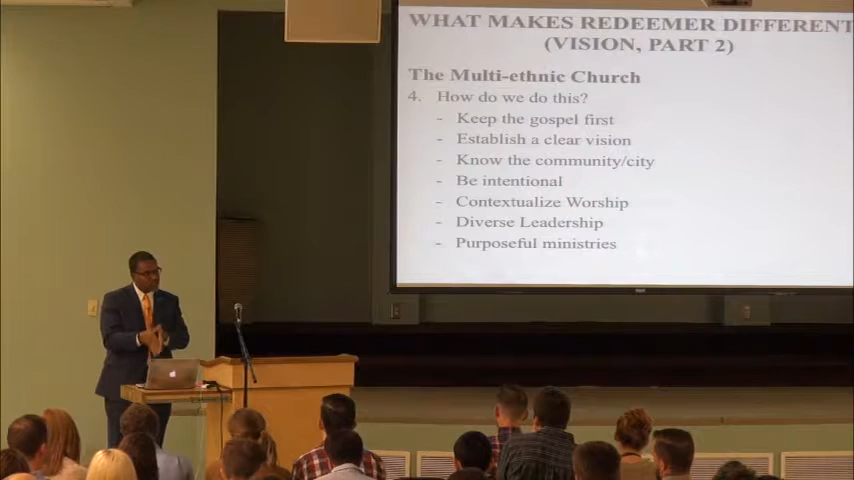 WHAT MAKES REDEEMER DIFFERENT
(VISION, PART 2)
The Multi-ethnic Church
4. How do we do this?
- Keep the gospel first
- Establish a clear vision
- Know the community/city
- Be intentional
- Contextualize Worship
- Diverse Leadership
- Purposeful ministries